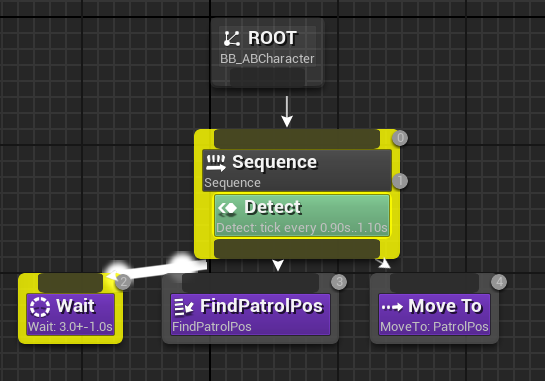 ROOT
BB_ABCharacter
0
Sequence
Sequence
1
Detect
Detect: tick every 0.90s..1.10s
2
Wait
Wait: 3.0+-1.0s
3
FindPatrolPos
FindPatrolPos
4
Move To
MoveTo: PatrolPos